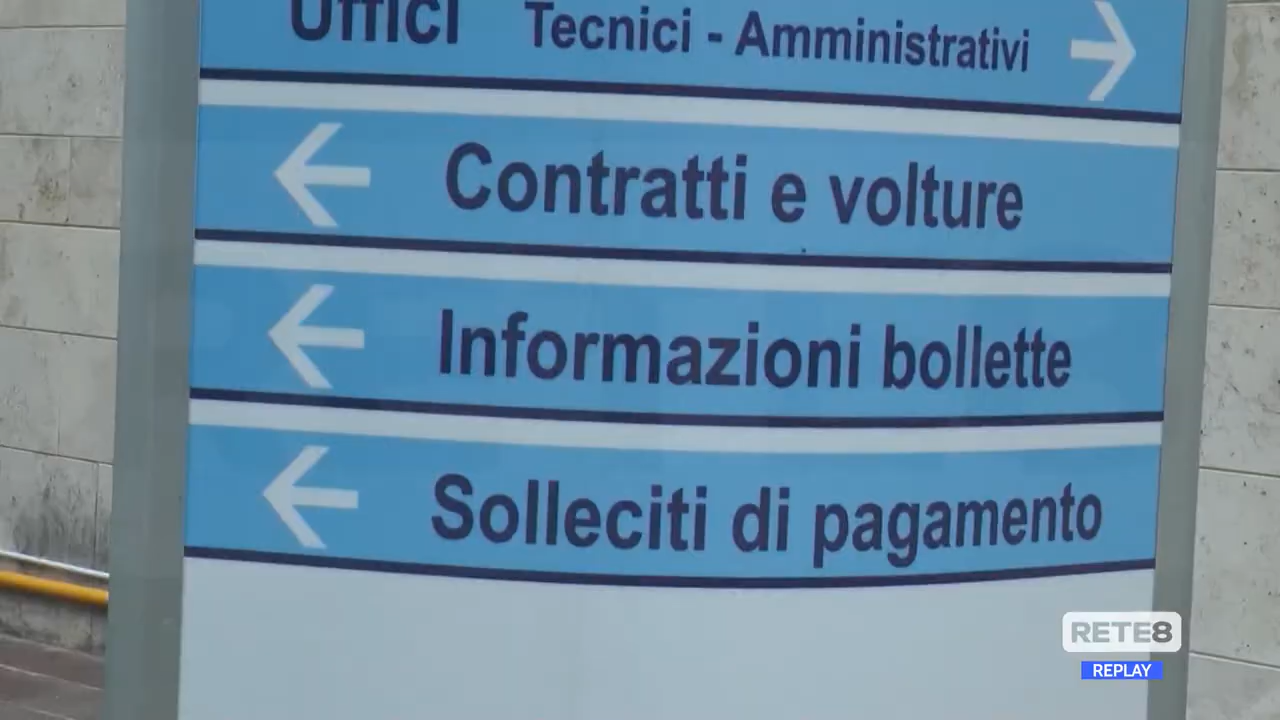 Uffici Tecnici - Amministrativi
Contratti e volture
Informazioni bollette
Solleciti di pagamento
RETE8
REPLAY